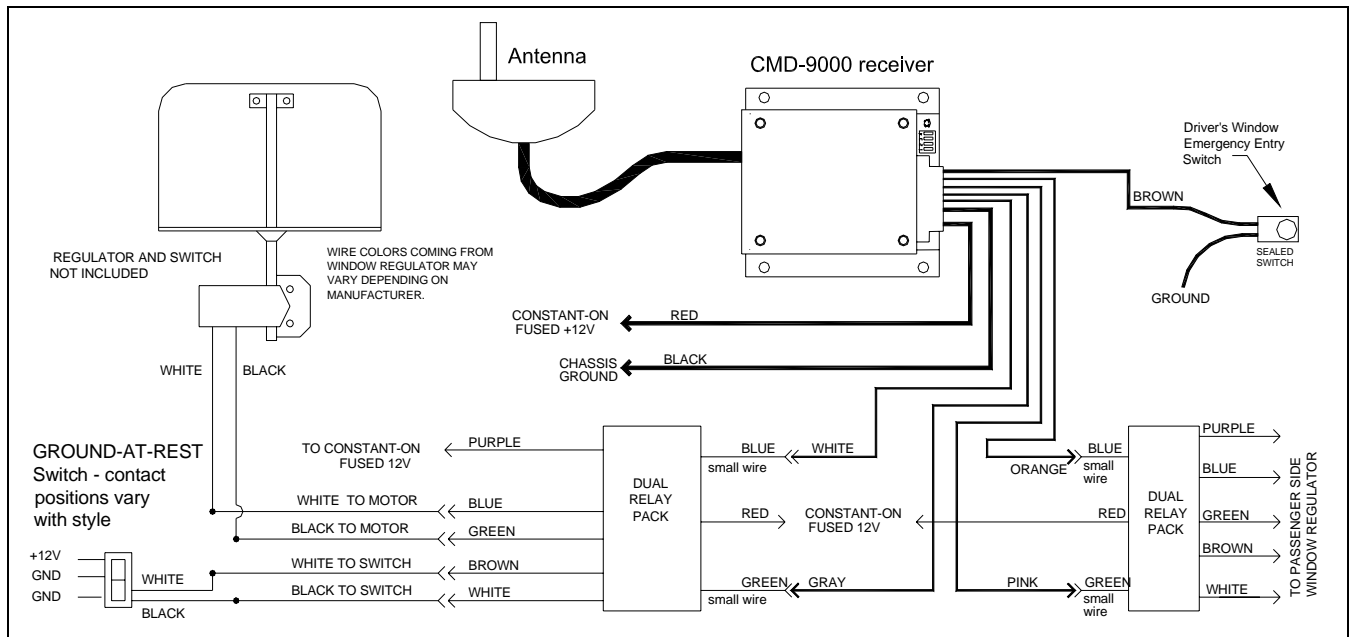 Antenna
CMD-9000 receiver
Driver's Window
Emergency Entry
Switch
BROWN
SEALED
SWITCH
GROUND
REGULATOR AND SWITCH
NOT INCLUDED
WIRE COLORS COMING FROM
WINDOW REGULATOR MAY
VARY DEPENDING ON
MANUFACTURER.
CONSTANT-ON
FUSED +12V
RED
CHASSIS
GROUND
BLACK
WHITE
BLACK
GROUND-AT-REST
Switch - contact
positions vary
with style
+12V
GND
GND
WHITE
BLACK
TO CONSTANT-ON
FUSED 12V
PURPLE
WHITE TO MOTOR
BLUE
BLACK TO MOTOR
GREEN
WHITE TO SWITCH
BROWN
BLACK TO SWITCH
WHITE
DUAL
RELAY
PACK
BLUE
small wire
WHITE
RED
CONSTANT-ON
FUSED 12V
RED
GREEN
small wire
GRAY
ORANGE
BLUE
small
wire
PINK
GREEN
small
wire
DUAL
RELAY
PACK
PURPLE
BLUE
GREEN
BROWN
WHITE
TO PASSENGER SIDE
WINDOW REGULATOR